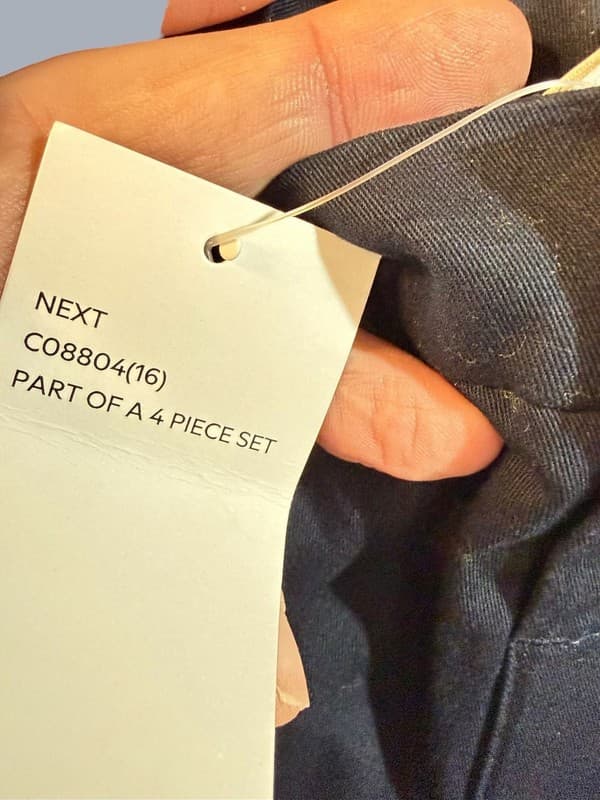 NEXT
C08804(16)
PART OF A 4 PIECE SET